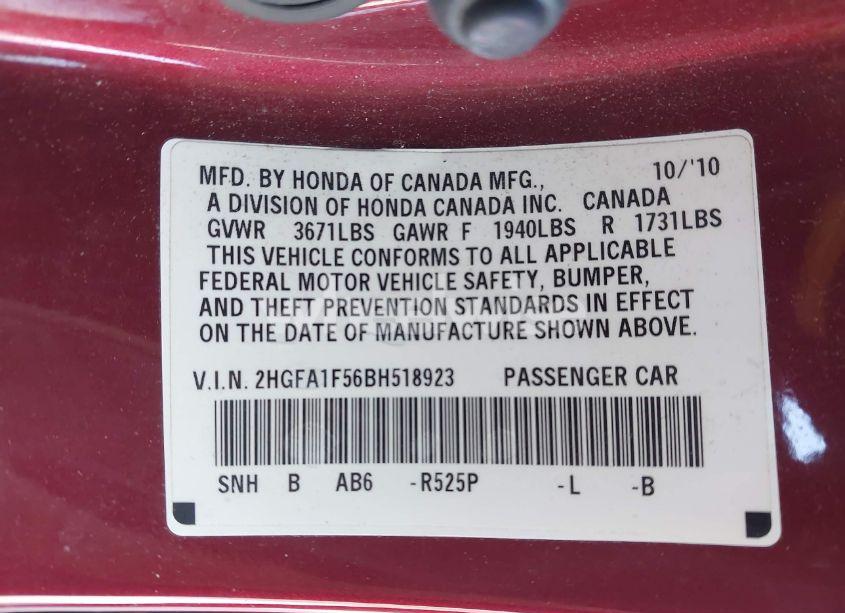 MFD. BY HONDA OF CANADA MFG., 10/'10
A DIVISION OF HONDA CANADA INC. CANADA
GVWR 3671LBS GAWR F 1940LBS R 1731LBS
THIS VEHICLE CONFORMS TO ALL APPLICABLE
FEDERAL MOTOR VEHICLE SAFETY, BUMPER,
AND THEFT PREVENTION STANDARDS IN EFFECT
ON THE DATE OF MANUFACTURE SHOWN ABOVE.
V.I.N. 2HGFA1F56BH518923 PASSENGER CAR
SNH B AB6 -R525P -L -B